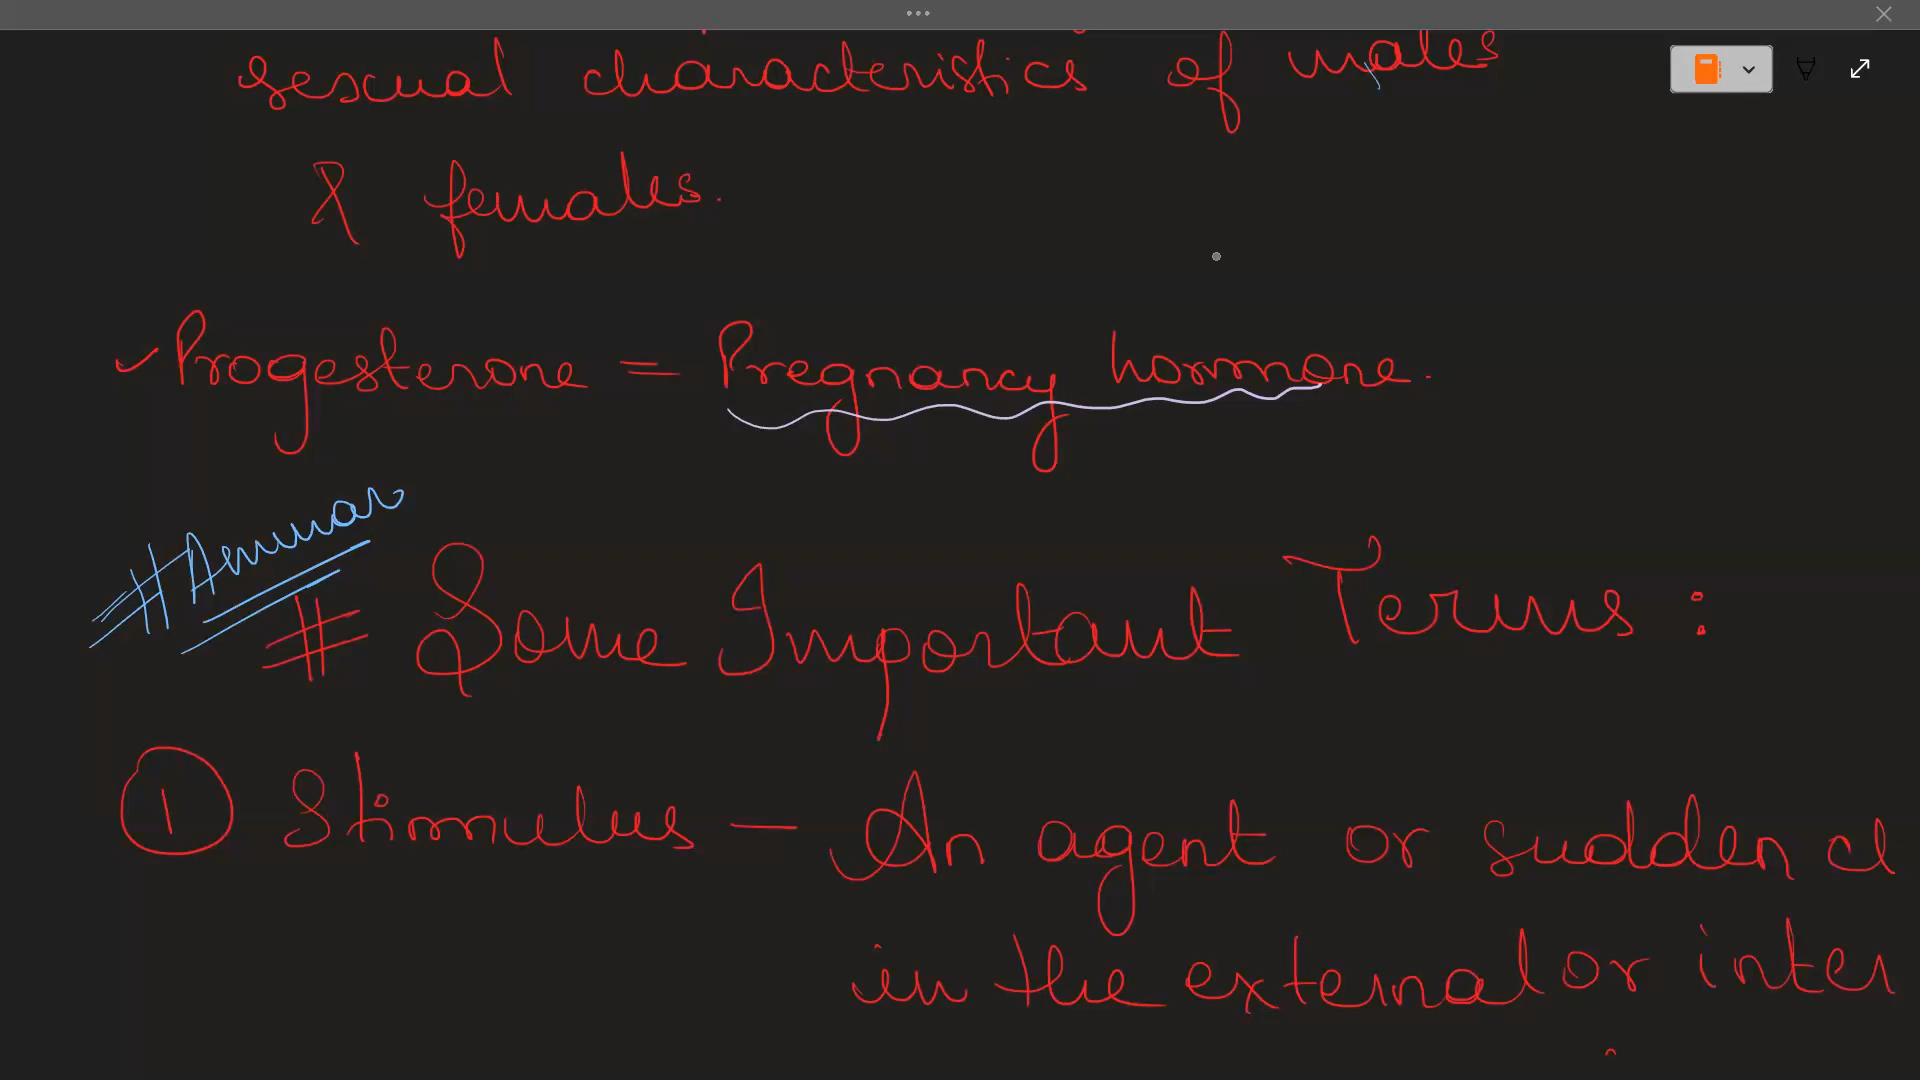 sexual characteristics of males
& females.
Progesterone = Pregnancy hormone.
# Some Important Terms :
1 Stimulus — An agent or sudden
in the external or inter